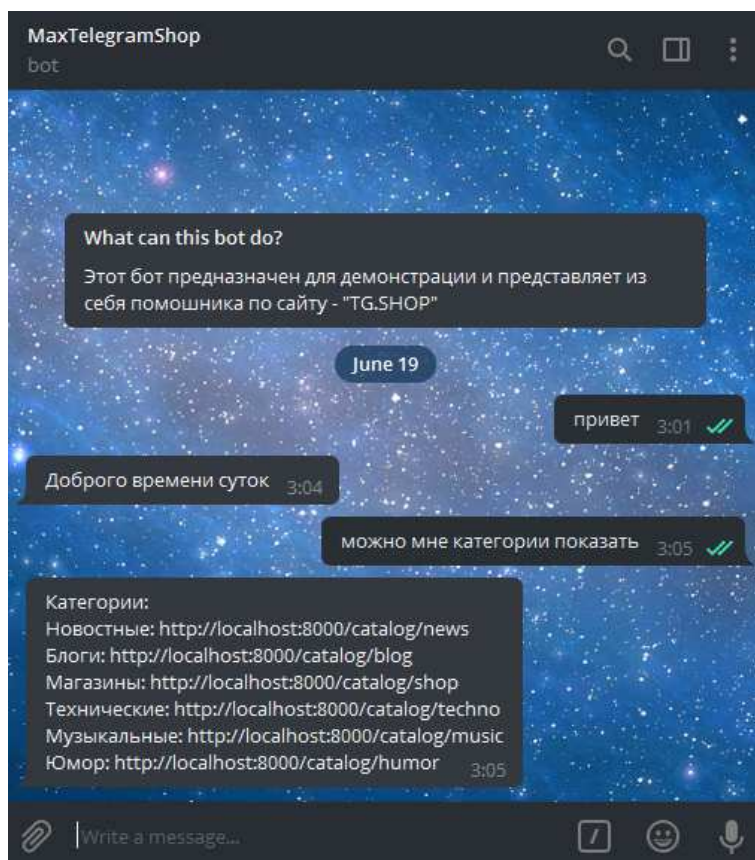 MaxTelegramShop
bot
What can this bot do?
Этот бот предназначен для демонстрации и представляет из
себя помошника по сайту - "TG.SHOP"
June 19
привет 3:01
Доброго времени суток 3:04
можно мне категории показать 3:05
Категории:
Новостные: http://localhost:8000/catalog/news
Блоги: http://localhost:8000/catalog/blog
Магазины: http://localhost:8000/catalog/shop
Технические: http://localhost:8000/catalog/techno
Музыкальные: http://localhost:8000/catalog/music
Юмор: http://localhost:8000/catalog/humor 3:05
Write a message...